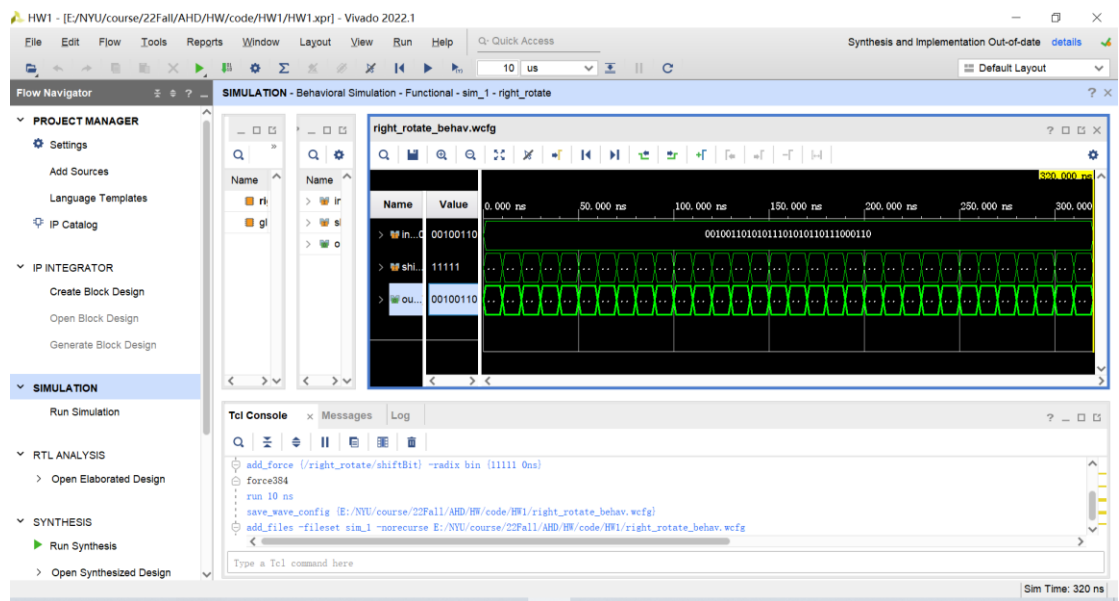 HW1 - [E:/NYU/course/22Fall/AHD/HW/code/HW1/HW1.xpr] - Vivado 2022.1
File Edit Flow Tools Reports Window Layout View Run Help Q- Quick Access
Synthesis and Implementation Out-of-date details
10 us
Default Layout
Flow Navigator
SIMULATION - Behavioral Simulation - Functional - sim_1 - right_rotate
PROJECT MANAGER
Settings
Add Sources
Language Templates
IP Catalog
IP INTEGRATOR
Create Block Design
Open Block Design
Generate Block Design
SIMULATION
Run Simulation
RTL ANALYSIS
Open Elaborated Design
SYNTHESIS
Run Synthesis
Open Synthesized Design
Name
ri
gl
Name
ir
si
o
right_rotate_behav.wcfg
320.000 ns
Name Value 0.000 ns 50.000 ns 100.000 ns 150.000 ns 200.000 ns 250.000 ns 300.000
in...0 00100110
shi... 11111
ou... 00100110
Tcl Console × Messages Log
add_force {/right_rotate/shiftBit} -radix bin {11111 0ns}
force384
run 10 ns
save_wave_config {E:/NYU/course/22Fall/AHD/HW/code/HW1/right_rotate_behav.wcfg}
add_files -fileset sim_1 -norecurse E:/NYU/course/22Fall/AHD/HW/code/HW1/right_rotate_behav.wcfg
Type a Tcl command here
Sim Time: 320 ns